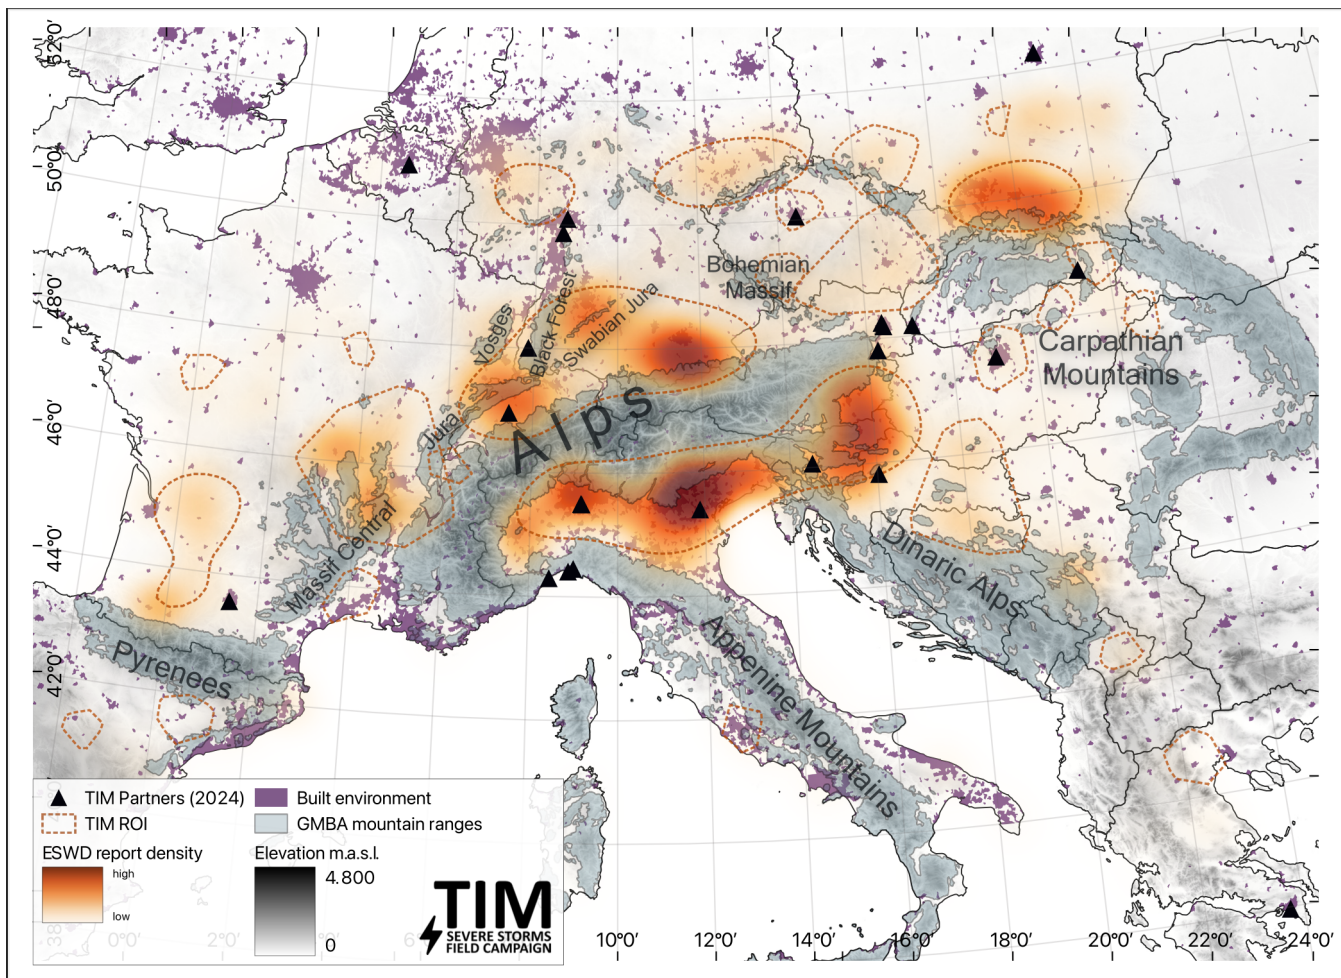 52°0'
50°0'
48°0'
46°0'
44°0'
42°0'
Bohemian
Massif
Vosges
Black Forest
Swabian Jura
Carpathian
Mountains
Jura
Alps
Massif Central
Dinaric Alps
Pyrenees
Appenine Mountains
TIM Partners (2024)
Built environment
TIM ROI
GMBA mountain ranges
ESWD report density
high
low
Elevation m.a.s.l.
4.800
0
TIM
SEVERE STORMS
FIELD CAMPAIGN
38
0°0'
2°0'
6°
10°0'
12°0'
14°0'
16°0'
18°0'
20°0'
22°0'
24°0'